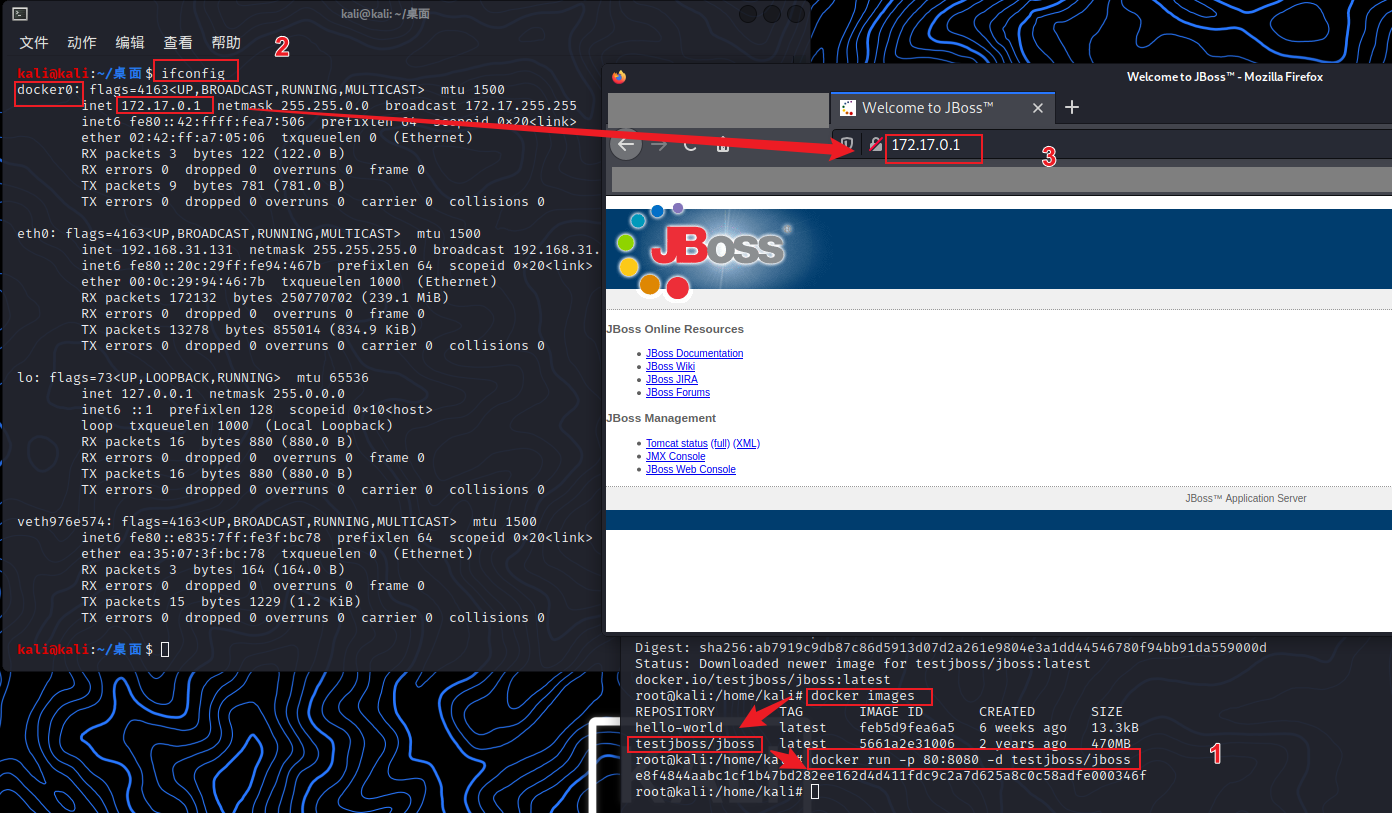 kali@kali: ~/桌面
文件 动作 编辑 查看 帮助
2
kali@kali:~/桌面$ ifconfig
docker0: flags=4163<UP,BROADCAST,RUNNING,MULTICAST>  mtu 1500
inet 172.17.0.1  netmask 255.255.0.0  broadcast 172.17.255.255
inet6 fe80::42:ffff:fea7:506  prefixlen 64  scopeid 0×20<link>
ether 02:42:ff:a7:05:06  txqueuelen 0  (Ethernet)
RX packets 3  bytes 122 (122.0 B)
RX errors 0  dropped 0  overruns 0  frame 0
TX packets 9  bytes 781 (781.0 B)
TX errors 0  dropped 0 overruns 0  carrier 0  collisions 0
eth0: flags=4163<UP,BROADCAST,RUNNING,MULTICAST>  mtu 1500
inet 192.168.31.131  netmask 255.255.255.0  broadcast 192.168.31.
inet6 fe80::20c:29ff:fe94:467b  prefixlen 64  scopeid 0×20<link>
ether 00:0c:29:94:46:7b  txqueuelen 1000  (Ethernet)
RX packets 172132  bytes 250770702 (239.1 MiB)
RX errors 0  dropped 0  overruns 0  frame 0
TX packets 13278  bytes 855014 (834.9 KiB)
TX errors 0  dropped 0 overruns 0  carrier 0  collisions 0
lo: flags=73<UP,LOOPBACK,RUNNING>  mtu 65536
inet 127.0.0.1  netmask 255.0.0.0
inet6 ::1  prefixlen 128  scopeid 0×10<host>
loop  txqueuelen 1000  (Local Loopback)
RX packets 16  bytes 880 (880.0 B)
RX errors 0  dropped 0  overruns 0  frame 0
TX packets 16  bytes 880 (880.0 B)
TX errors 0  dropped 0 overruns 0  carrier 0  collisions 0
veth976e574: flags=4163<UP,BROADCAST,RUNNING,MULTICAST>  mtu 1500
inet6 fe80::e835:7ff:fe3f:bc78  prefixlen 64  scopeid 0×20<link>
ether ea:35:07:3f:bc:78  txqueuelen 0  (Ethernet)
RX packets 3  bytes 164 (164.0 B)
RX errors 0  dropped 0  overruns 0  frame 0
TX packets 15  bytes 1229 (1.2 KiB)
TX errors 0  dropped 0 overruns 0  carrier 0  collisions 0
kali@kali:~/桌面$
Welcome to JBoss™ - Mozilla Firefox
Welcome to JBoss™
172.17.0.1
3
JBoss®
JBoss Online Resources
JBoss Documentation
JBoss Wiki
JBoss JIRA
JBoss Forums
JBoss Management
Tomcat status (full) (XML)
JMX Console
JBoss Web Console
JBoss™ Application Server
Digest: sha256:ab7919c9db87c86d5913d07d2a261e9804e3a1dd44546780f94bb91da559000d
Status: Downloaded newer image for testjboss/jboss:latest
docker.io/testjboss/jboss:latest
root@kali:/home/kali# docker images
REPOSITORY        TAG       IMAGE ID       CREATED       SIZE
hello-world       latest    feb5d9fea6a5   6 weeks ago   13.3kB
testjboss/jboss   latest    5661a2e31006   2 years ago   470MB
1
root@kali:/home/kali# docker run -p 80:8080 -d testjboss/jboss
e8f4844aabc1cf1b47bd282ee162d4d411fdc9c2a7d625a8c0c58adfe000346f
root@kali:/home/kali#